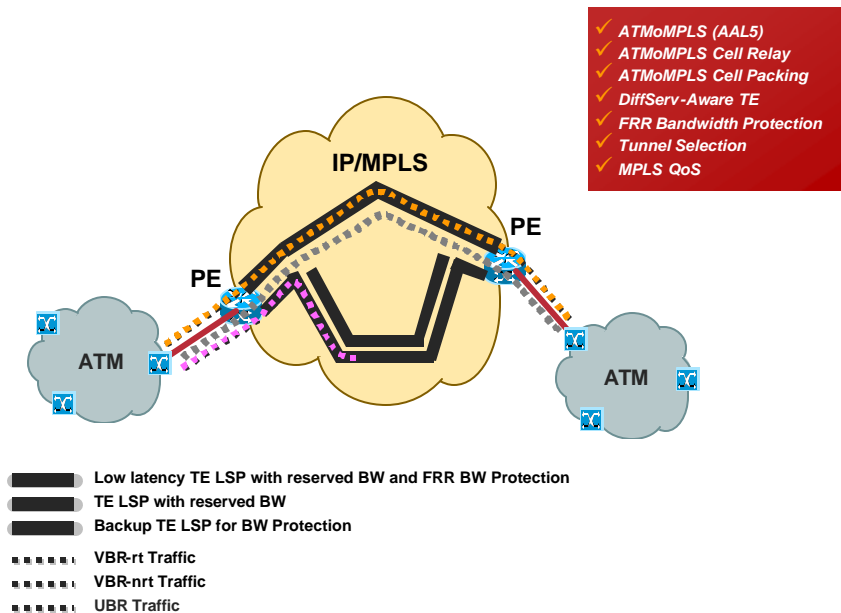 ATMoMPLS (AAL5)
ATMoMPLS Cell Relay
ATMoMPLS Cell Packing
DiffServ-Aware TE
FRR Bandwidth Protection
Tunnel Selection
MPLS QoS
IP/MPLS
PE
PE
ATM
ATM
Low latency TE LSP with reserved BW and FRR BW Protection
TE LSP with reserved BW
Backup TE LSP for BW Protection
VBR-rt Traffic
VBR-nrt Traffic
UBR Traffic